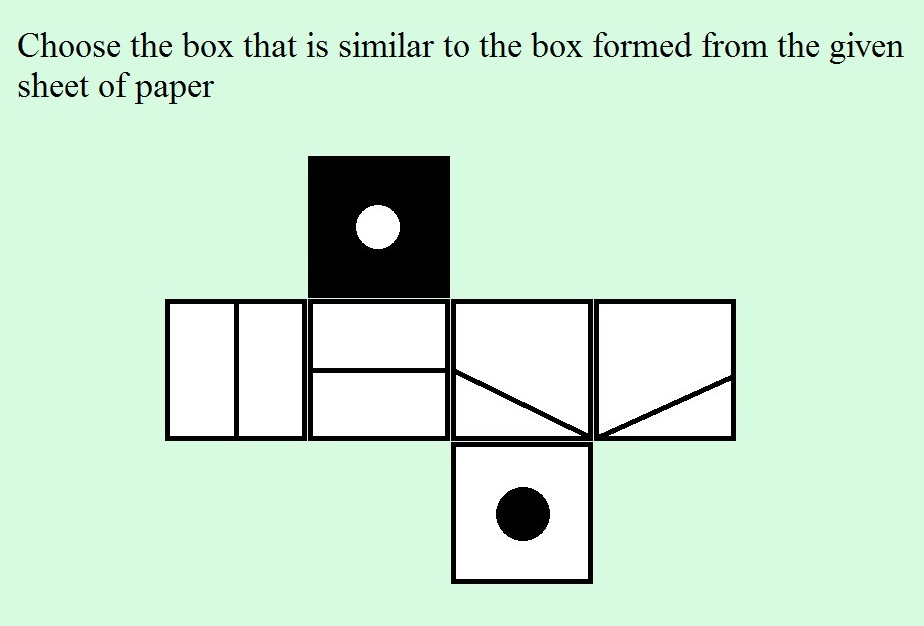 Choose the box that is similar to the box formed from the given
sheet of paper